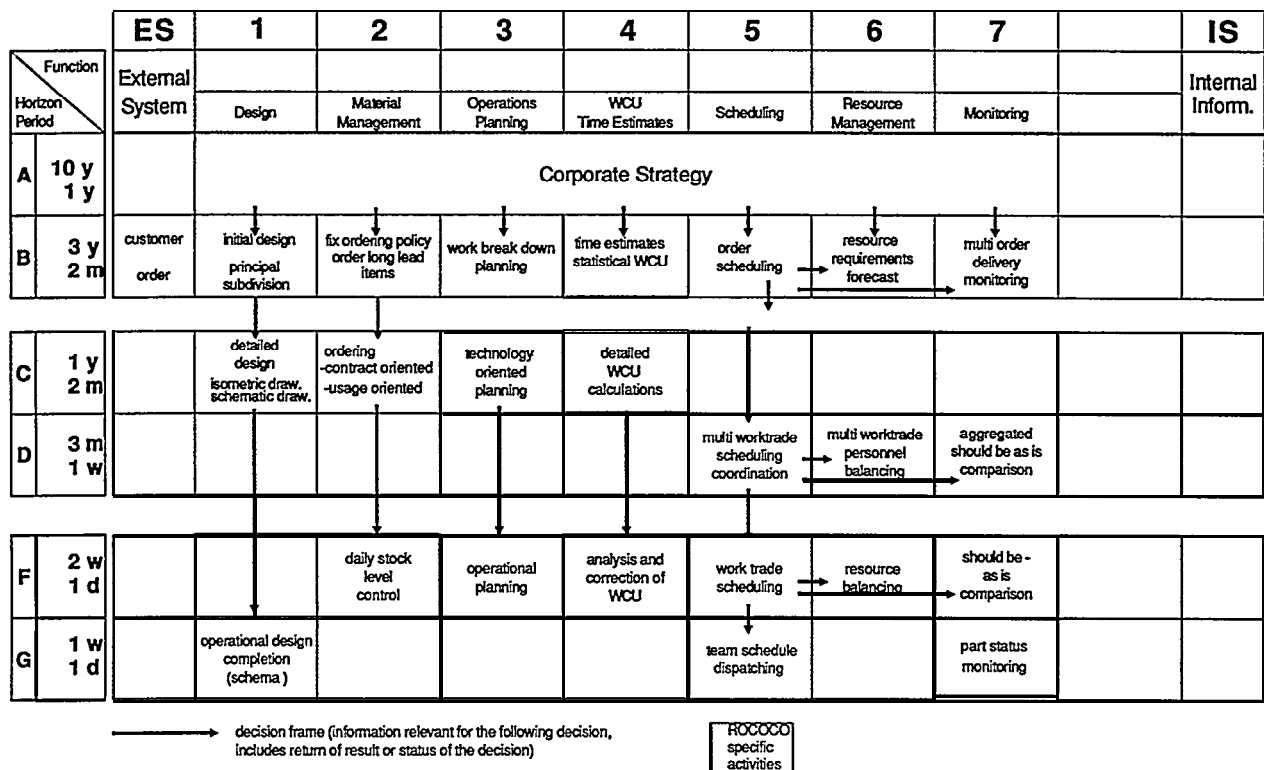 ES 1 2 3 4 5 6 7 IS
Function
Horizon
Period
External
System
Design
Material
Management
Operations
Planning
WCU
Time Estimates
Scheduling
Resource
Management
Monitoring
Internal
Inform.
A
10 y
1 y
Corporate Strategy
B
3 y
2 m
customer
order
initial design
principal
subdivision
fix ordering policy
order long lead
items
work break down
planning
time estimates
statistical WCU
order
scheduling
resource
requirements
forecast
multi order
delivery
monitoring
C
1 y
2 m
detailed
design
isometric draw.
schematic draw.
ordering
-contract oriented
-usage oriented
technology
oriented
planning
detailed
WCU
calculations
D
3 m
1 w
multi worktrade
scheduling
coordination
multi worktrade
personnel
balancing
aggregated
should be as is
comparison
F
2 w
1 d
daily stock
level
control
operational
planning
analysis and
correction of
WCU
work trade
scheduling
resource
balancing
should be -
as is
comparison
G
1 w
1 d
operational design
completion
(schema )
team schedule
dispatching
part status
monitoring
decision frame (information relevant for the following decision,
includes return of result or status of the decision)
ROCOCO
specific
activities